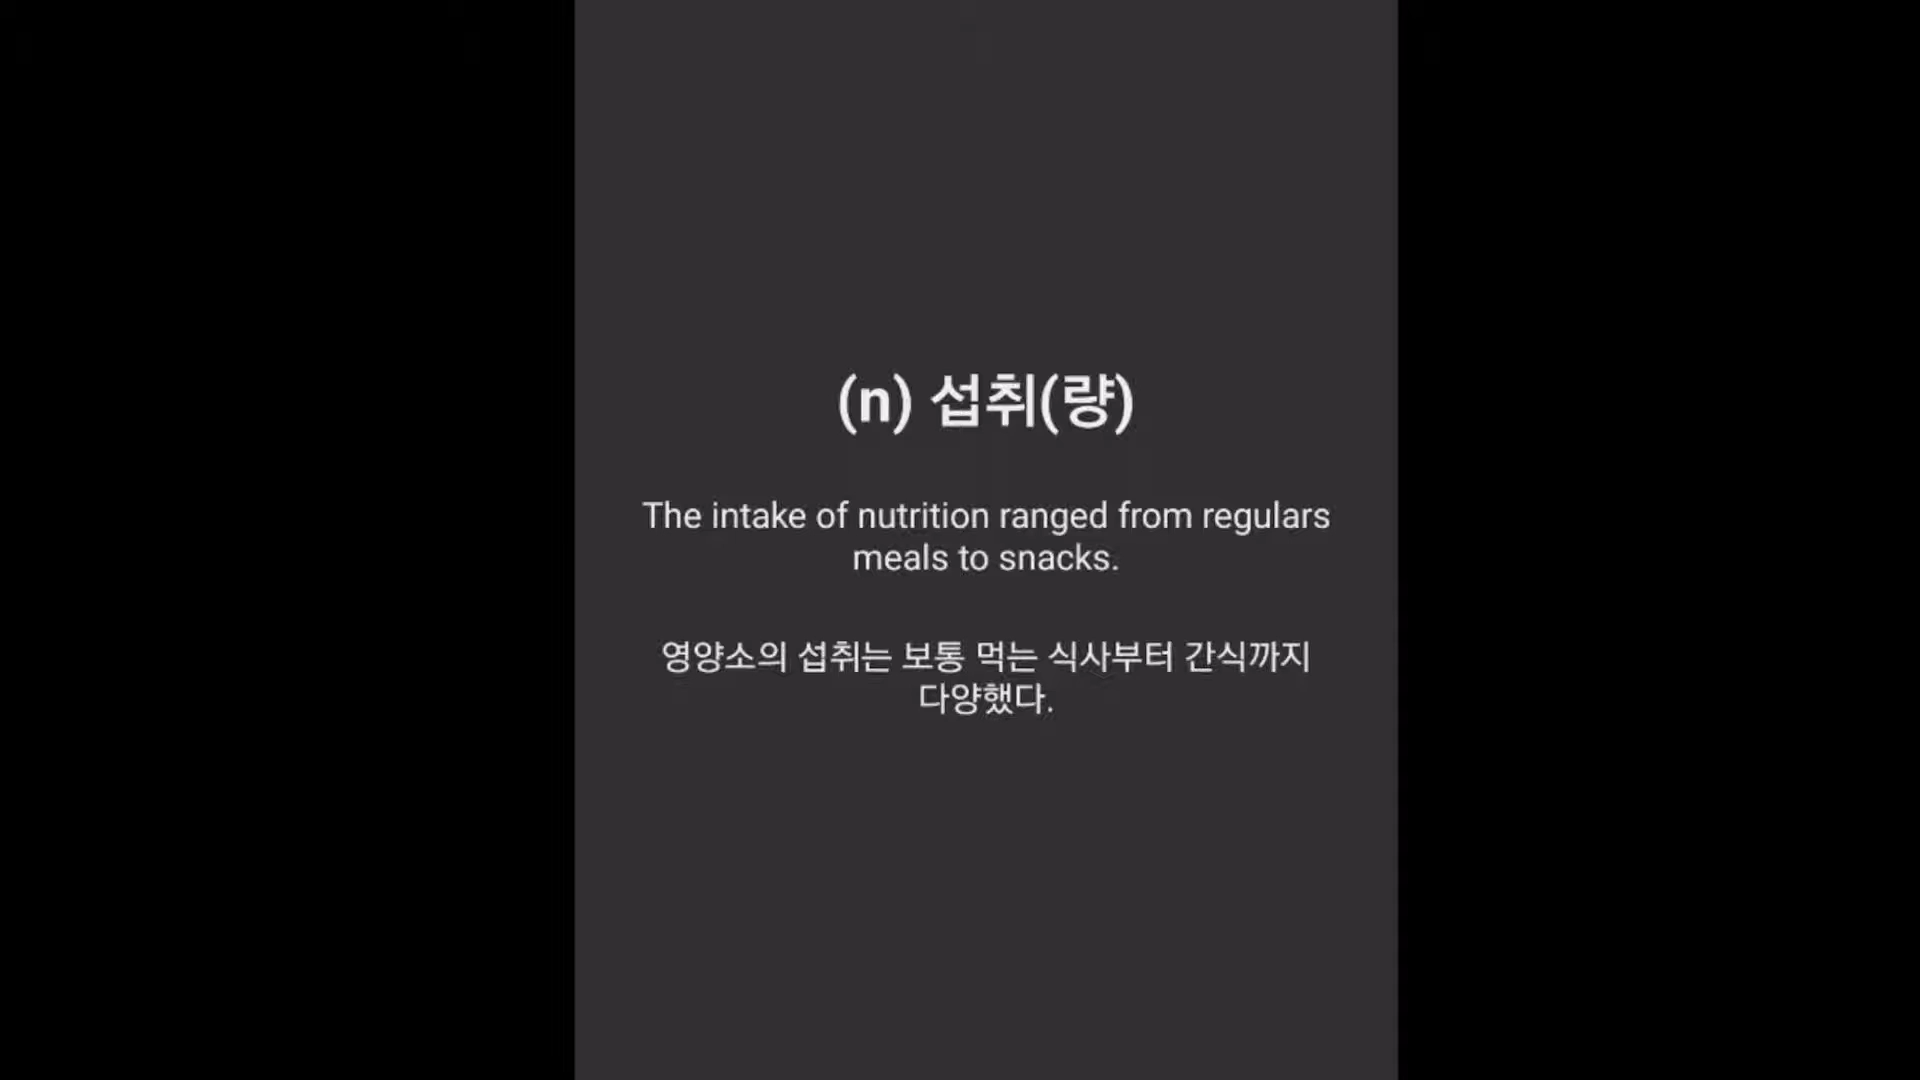 (n) 섭취(량)
The intake of nutrition ranged from regulars
meals to snacks.
영양소의 섭취는 보통 먹는 식사부터 간식까지
다양했다.